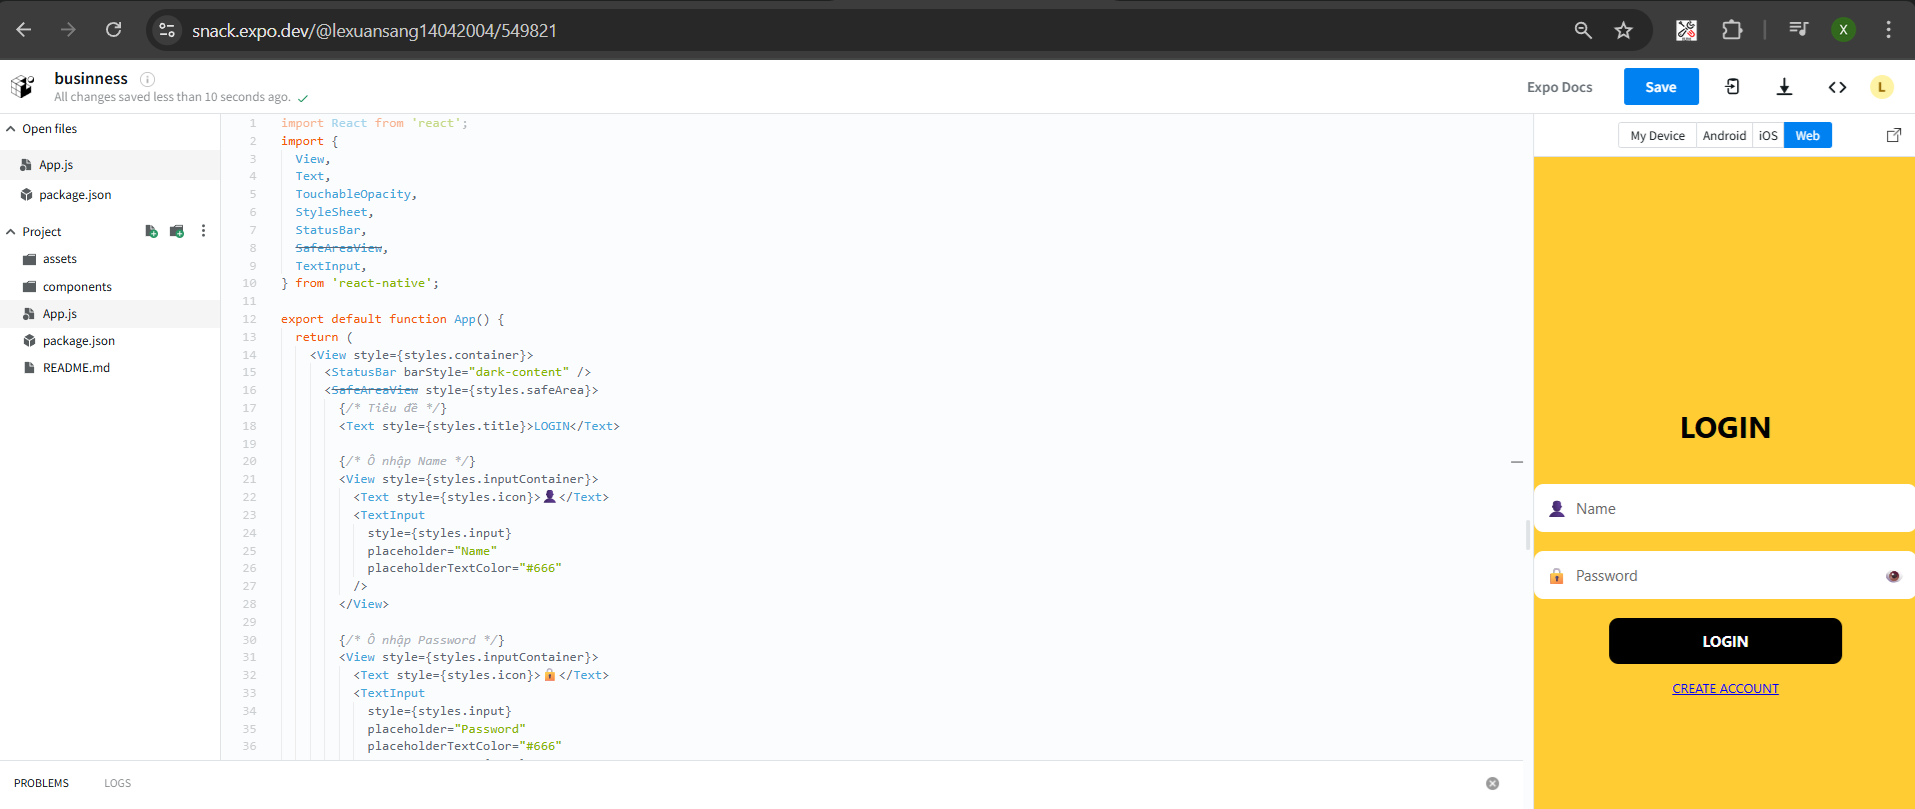 snack.expo.dev/@lexuansang14042004/549821
X
businness
All changes saved less than 10 seconds ago.
Expo Docs
Save
L
Open files
App.js
package.json
Project
assets
components
App.js
package.json
README.md
1 import React from 'react';
2 import {
3 View,
4 Text,
5 TouchableOpacity,
6 StyleSheet,
7 StatusBar,
8 SafeAreaView,
9 TextInput,
10 } from 'react-native';
11
12 export default function App() {
13 return (
14 <View style={styles.container}>
15 <StatusBar barStyle="dark-content" />
16 <SafeAreaView style={styles.safeArea}>
17 {/* Tiêu đề */}
18 <Text style={styles.title}>LOGIN</Text>
19
20 {/* Ô nhập Name */}
21 <View style={styles.inputContainer}>
22 <Text style={styles.icon}>👤</Text>
23 <TextInput
24 style={styles.input}
25 placeholder="Name"
26 placeholderTextColor="#666"
27 />
28 </View>
29
30 {/* Ô nhập Password */}
31 <View style={styles.inputContainer}>
32 <Text style={styles.icon}>🔒</Text>
33 <TextInput
34 style={styles.input}
35 placeholder="Password"
36 placeholderTextColor="#666"
My Device
Android
iOS
Web
LOGIN
Name
Password
LOGIN
CREATE ACCOUNT
PROBLEMS
LOGS